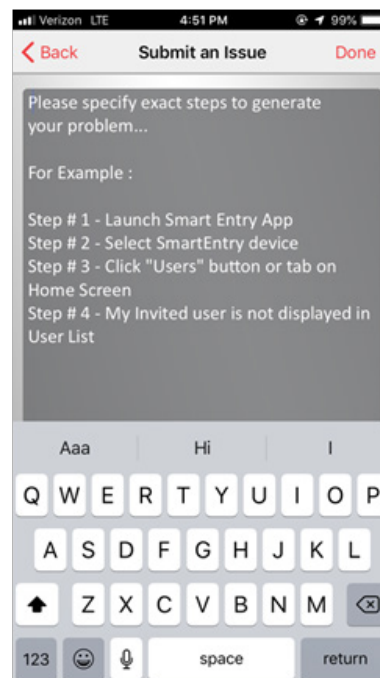 Verizon LTE 4:51 PM 99%
Back Submit an Issue Done
Please specify exact steps to generate
your problem...
For Example :
Step # 1 - Launch Smart Entry App
Step # 2 - Select SmartEntry device
Step # 3 - Click "Users" button or tab on
Home Screen
Step # 4 - My Invited user is not displayed in
User List
Aaa Hi I
Q W E R T Y U I O P
A S D F G H J K L
Z X C V B N M
123 space return